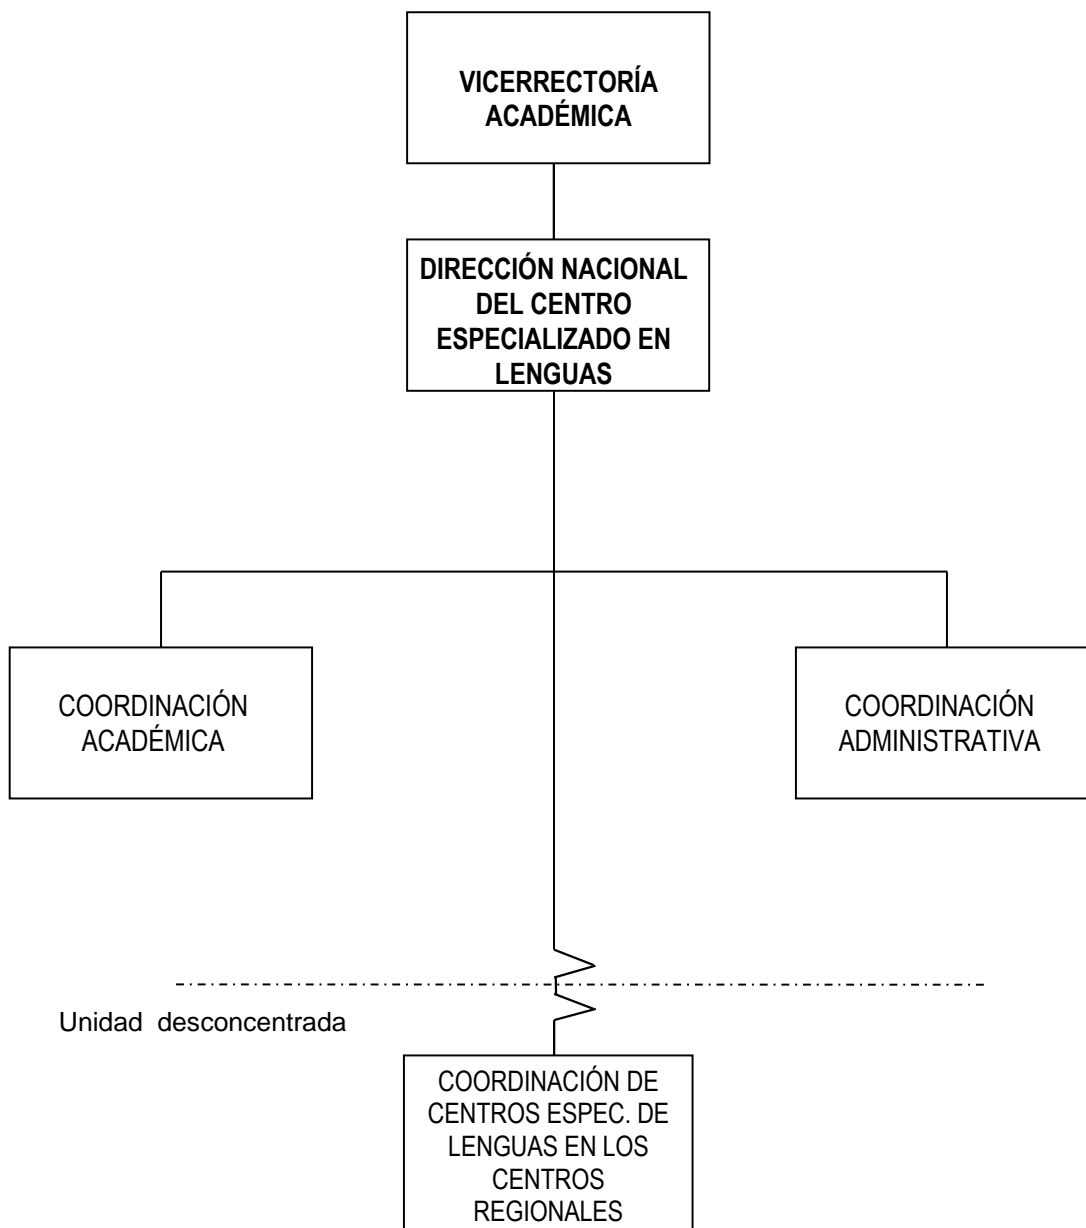 VICERRECTORÍA
ACADÉMICA
DIRECCIÓN NACIONAL
DEL CENTRO
ESPECIALIZADO EN
LENGUAS
COORDINACIÓN
ACADÉMICA
COORDINACIÓN
ADMINISTRATIVA
Unidad desconcentrada
COORDINACIÓN DE
CENTROS ESPEC. DE
LENGUAS EN LOS
CENTROS
REGIONALES